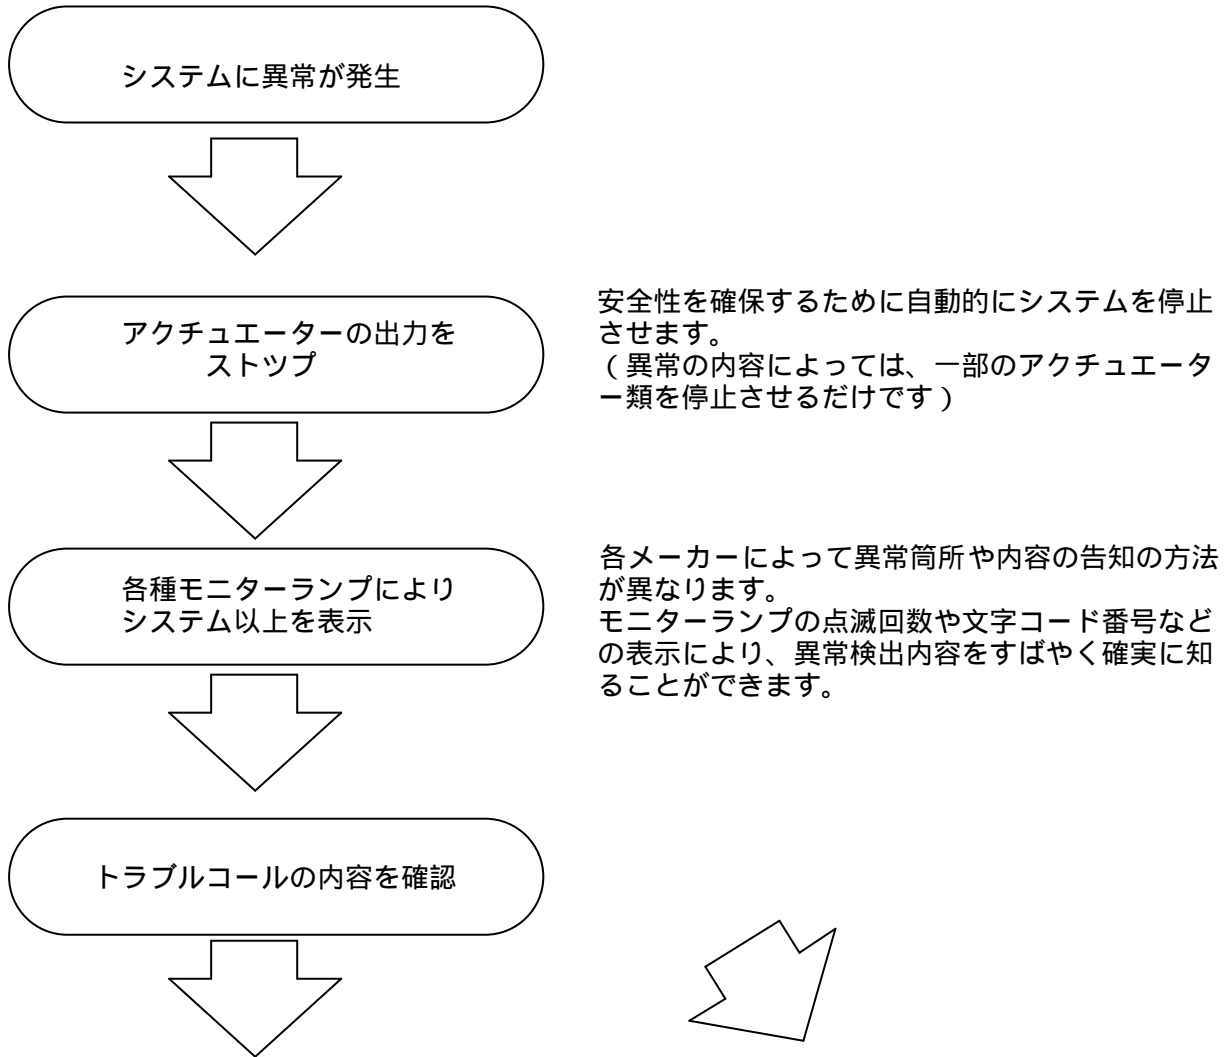 システムに異常が発生
アクチュエーターの出力を
ストツプ
安全性を確保するために自動的にシステムを停止
させます。
（異常の内容によっては、一部のアクチュエータ
ー類を停止させるだけです）
各種モニターランプにより
システム以上を表示
各メーカーによって異常筒所や内容の告知の方法
が異なります。
モニターランプの点滅回数や文字コード番号など
の表示により、異常検出内容をすばやく確実に知
ることができます。
トラブルコールの内容を確認